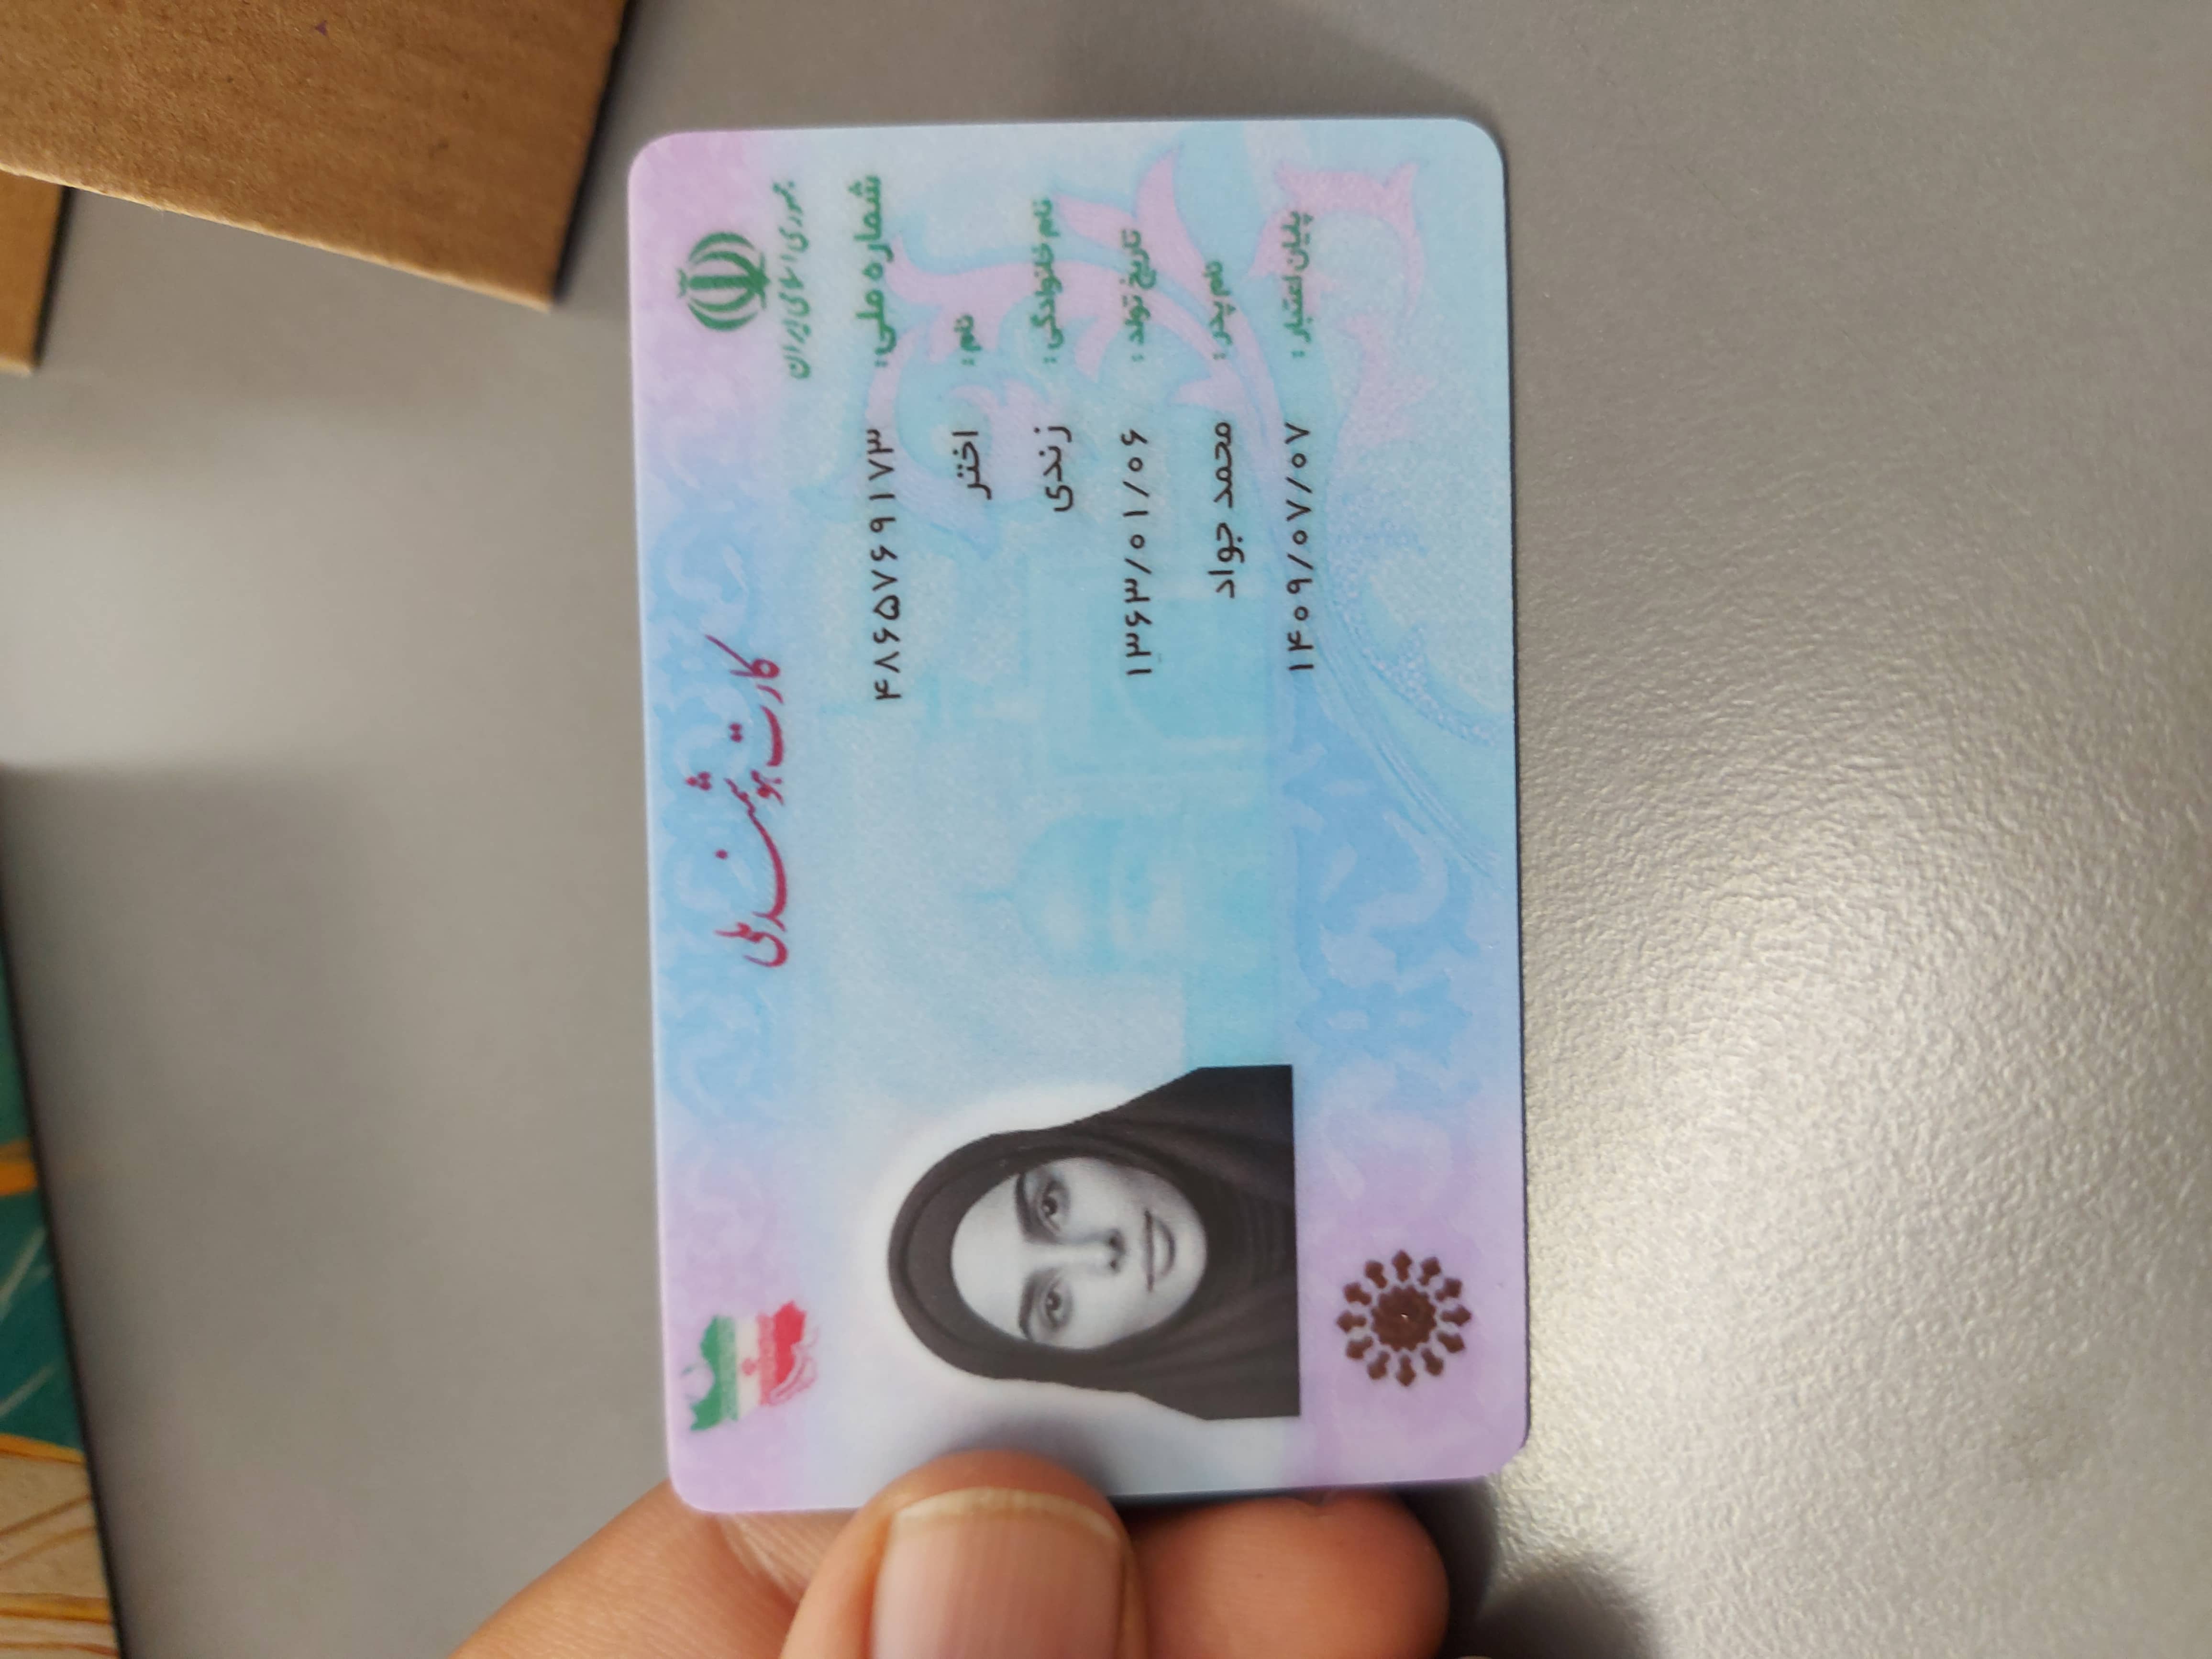 جمهوری اسلامی ایران
کارت هوشمند ملی
شماره ملی: ۴۸۶۵۷۶۹۱۷۳
نام: اختر
نام خانوادگی: زندی
تاریخ تولد: ۱۳۶۳/۰۱/۰۶
نام پدر: محمد جواد
پایان اعتبار: ۱۴۰۹/۰۷/۰۷